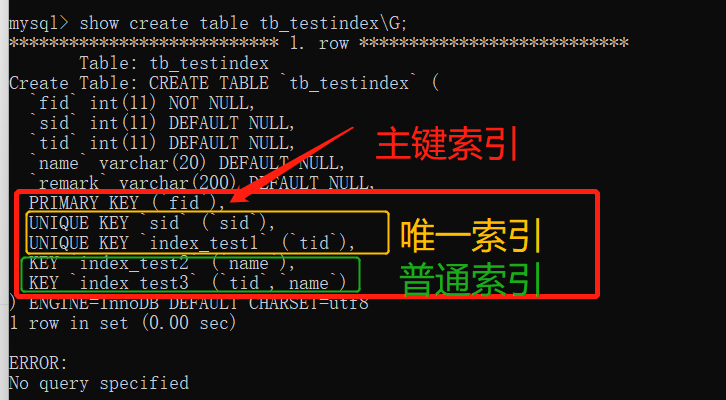 mysql> show create table tb_testindex\G;
*************************** 1. row ***************************
Table: tb_testindex
Create Table: CREATE TABLE `tb_testindex` (
`fid` int(11) NOT NULL,
`sid` int(11) DEFAULT NULL,
`tid` int(11) DEFAULT NULL,
`name` varchar(20) DEFAULT NULL,
主键索引
`remark` varchar(200) DEFAULT NULL,
PRIMARY KEY (`fid`),
UNIQUE KEY `sid` (`sid`),
UNIQUE KEY `index_test1` (`tid`),
唯一索引
KEY `index_test2` (`name`),
KEY `index_test3` (`tid`,`name`)
普通索引
) ENGINE=InnoDB DEFAULT CHARSET=utf8
1 row in set (0.00 sec)
ERROR:
No query specified